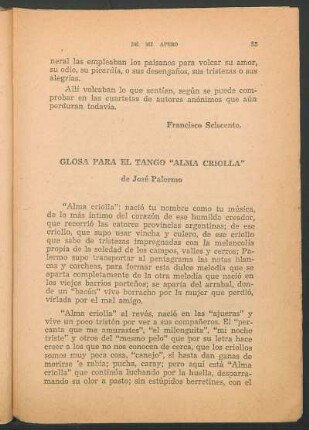 DE MI APERO
neral las empleaban los paisanos para volcar su amor,
su odio, su picardía, o sus desengaños, sus tristezas o sus
alegrías.
Allí volcaban lo que sentían, según se puede com-
probar en las cuartetas de autores anónimos que aún
perduran todavía.
Francisco
GLOSA PARA EL TANGO "ALMA CRIOLLA"
de José Palermo
"Alma criolla": nació tu nombre como tu música,
de lo más íntimo del corazón de ese humilde creador,
que recorrió las catorce provincias argentinas; de ese
criollo, que supo usar vincha y culero, de ese criollo
que sabe de tristezas impregnadas con la melancolía
propia de la soledad de los campos, valles y cerros; Pa-
lermo supo transportar al pentagrama las notas blan-
cas y corcheas, para formar esta dulce melodía que se
aparta completamente de la otra melodía que nació en
los viejos barrios porteños; se aparta del arrabal, don-
de un "bacán" vive borracho por la mujer que perdió,
virlada por el mal amigo.
"Alma criolla" al revés, nació en las "ajueras" y
vive un poco tristón por ver a sus compañeros. El "per-
canta que me amuraste", "mi noche
triste" y otros del "mesmo pelo" que por su letra hace
creer a los que no nos conocen de cerca, que los criollos
somos muy poca cosa, "canejo", si hasta dan ganas de
morirse 'e rabia; pucha, caray; pero aquí está "Alma
criolla" que continúa luchando por la huella, desparra-
mando su olor a pasto; sin estúpidos berretines, con el